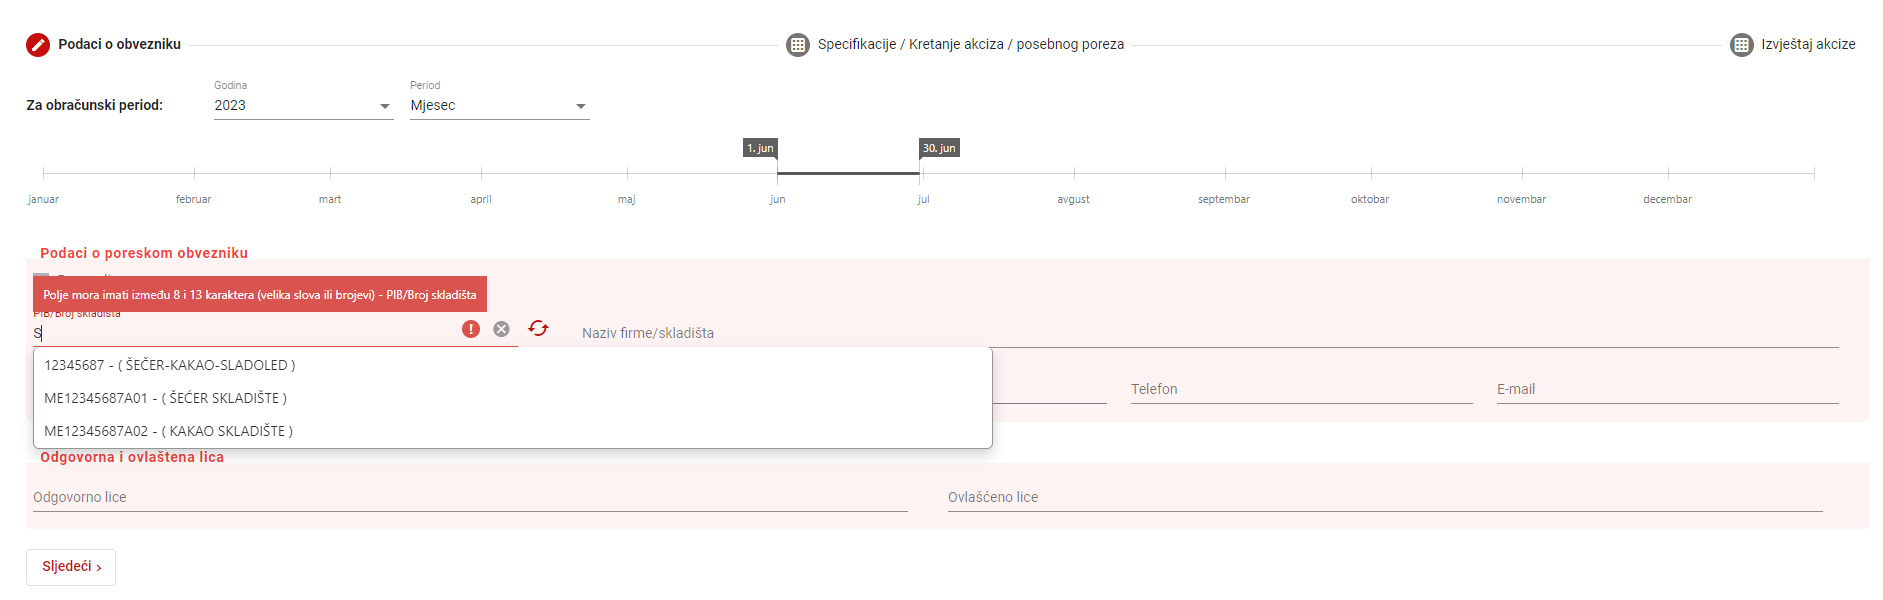 Podaci o obvezniku
Specifikacije / Kretanje akciza / posebnog poreza
Izvještaj akcize
Godina
Period
Za obračunski period:
2023
Mjesec
1. jun
30. jun
januar
februar
mart
april
maj
jun
jul
avgust
septembar
oktobar
novembar
decembar
Podaci o poreskom obvezniku
Polje mora imati između 8 i 13 karaktera (velika slova ili brojevi) - PIB/Broj skladišta
PIB/Broj skladišta
S
Naziv firme/skladišta
12345687 - ( ŠEČER-KAKAO-SLADOLED )
ME12345687A01 - ( ŠEĆER SKLADIŠTE )
ME12345687A02 - ( KAKAO SKLADIŠTE )
Telefon
E-mail
Odgovorna i ovlaštena lica
Odgovorno lice
Ovlašćeno lice
Sljedeći ›